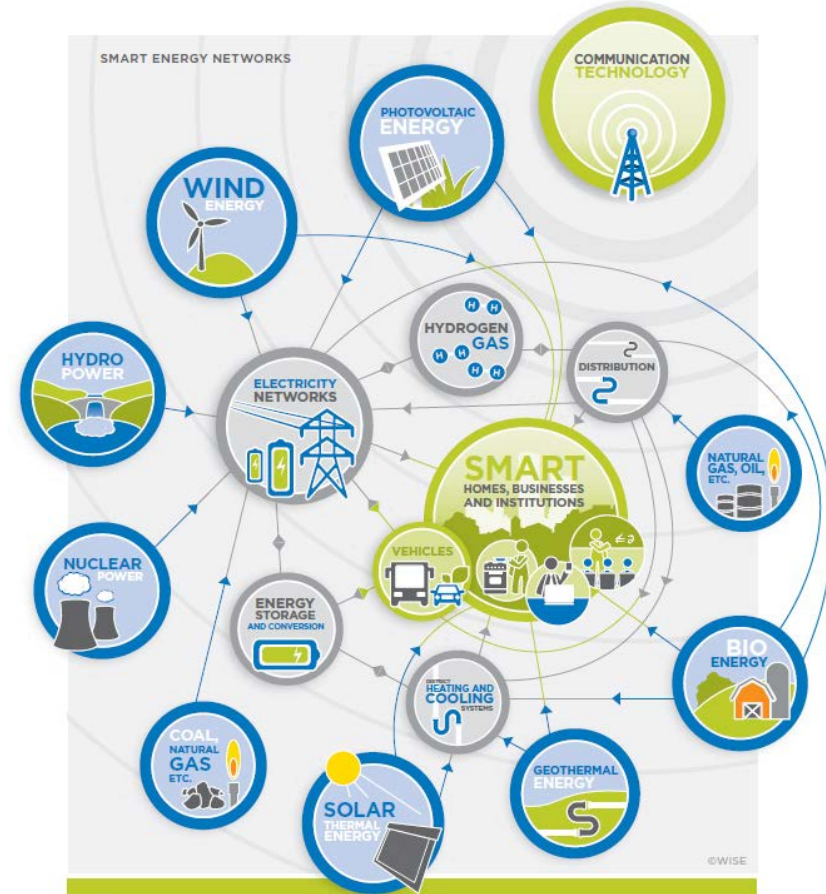 SMART ENERGY NETWORKS
COMMUNICATION
TECHNOLOGY
PHOTOVOLTAIC
ENERGY
WIND
ENERGY
HYDROGEN
GAS
H H
H H
H H
DISTRIBUTION
HYDRO
POWER
ELECTRICITY
NETWORKS
SMART
HOMES, BUSINESSES
AND INSTITUTIONS
NATURAL
GAS, OIL,
ETC.
VEHICLES
NUCLEAR
POWER
ENERGY
STORAGE
AND CONVERSION
BIO
ENERGY
DISTRICT
HEATING AND
COOLING
SYSTEMS
COAL,
NATURAL
GAS
ETC.
GEOTHERMAL
ENERGY
SOLAR
THERMAL
ENERGY
©WISE